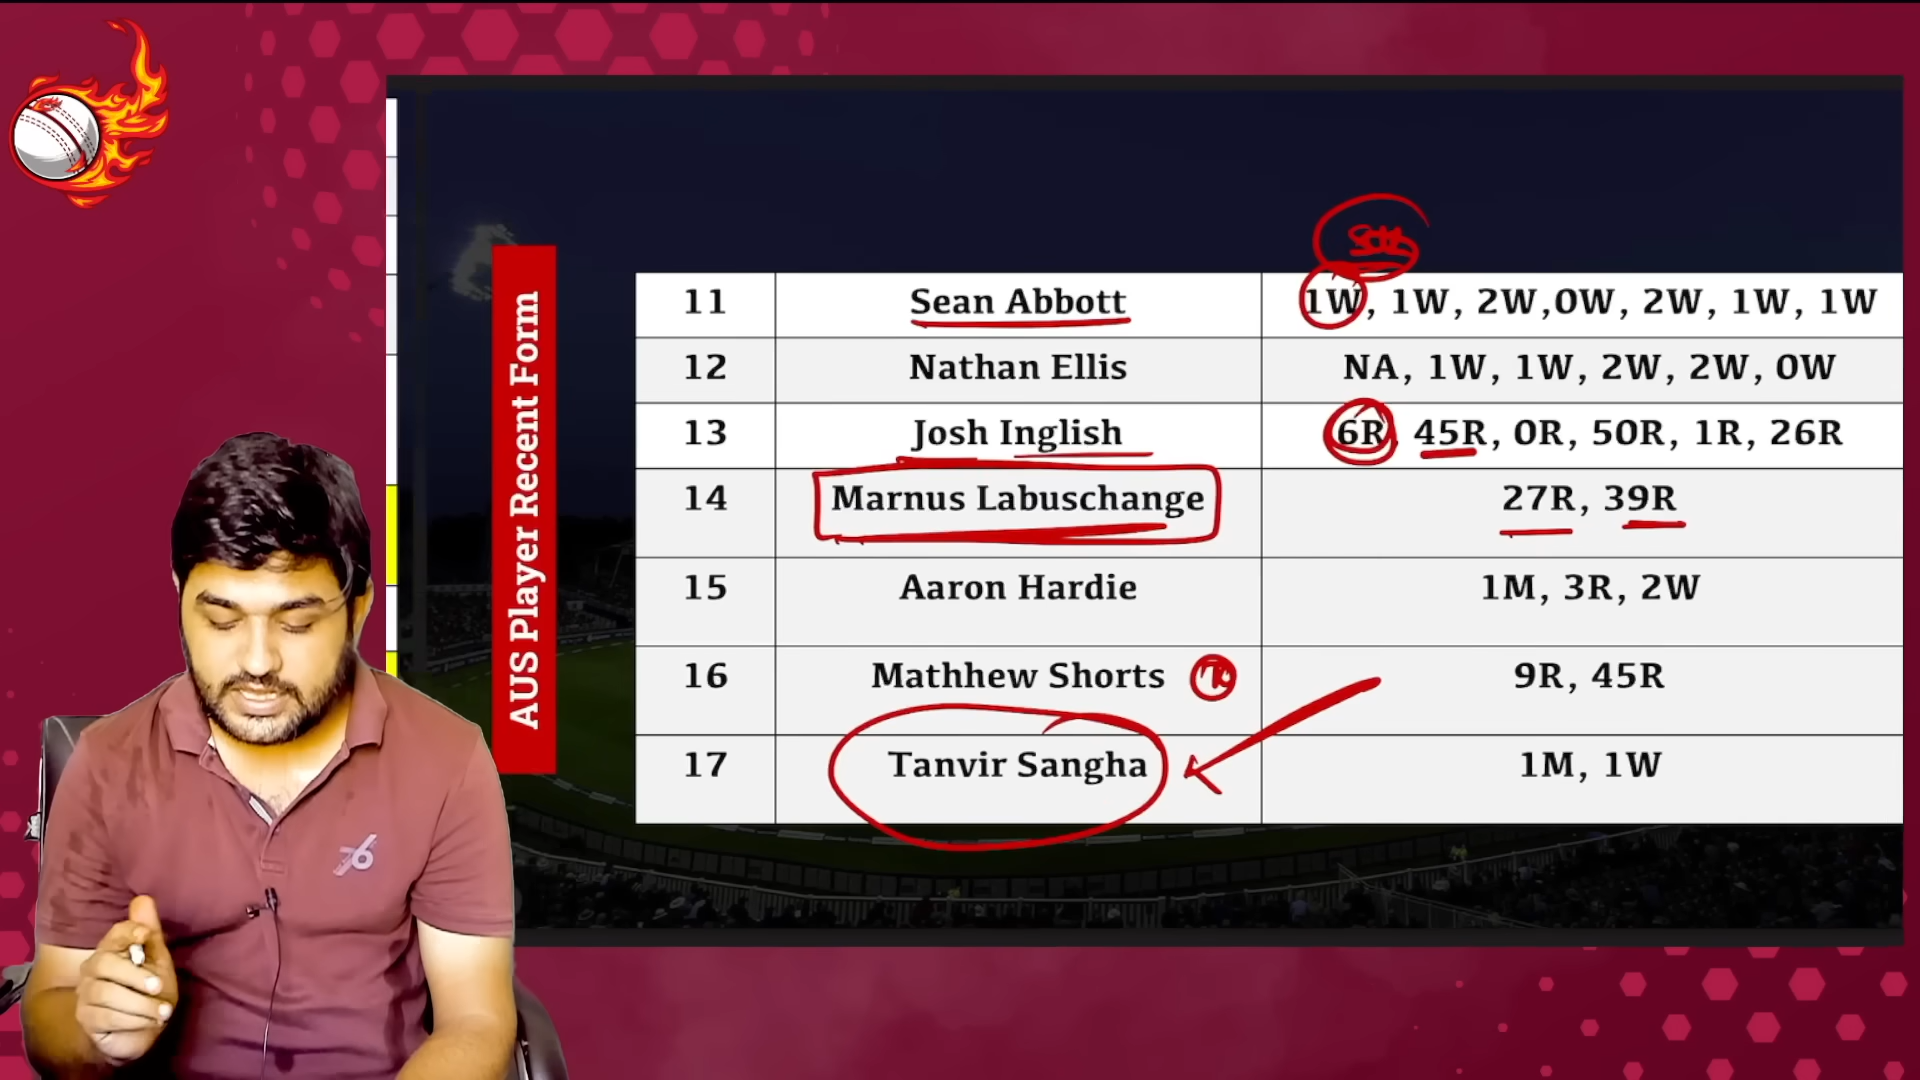 AUS Player Recent Form
11 Sean Abbott 1W, 1W, 2W,0W, 2W, 1W, 1W
12 Nathan Ellis NA, 1W, 1W, 2W, 2W, 0W
13 Josh Inglish 6R, 45R, 0R, 50R, 1R, 26R
14 Marnus Labuschange 27R, 39R
15 Aaron Hardie 1M, 3R, 2W
16 Mathhew Shorts 9R, 45R
17 Tanvir Sangha 1M, 1W
76